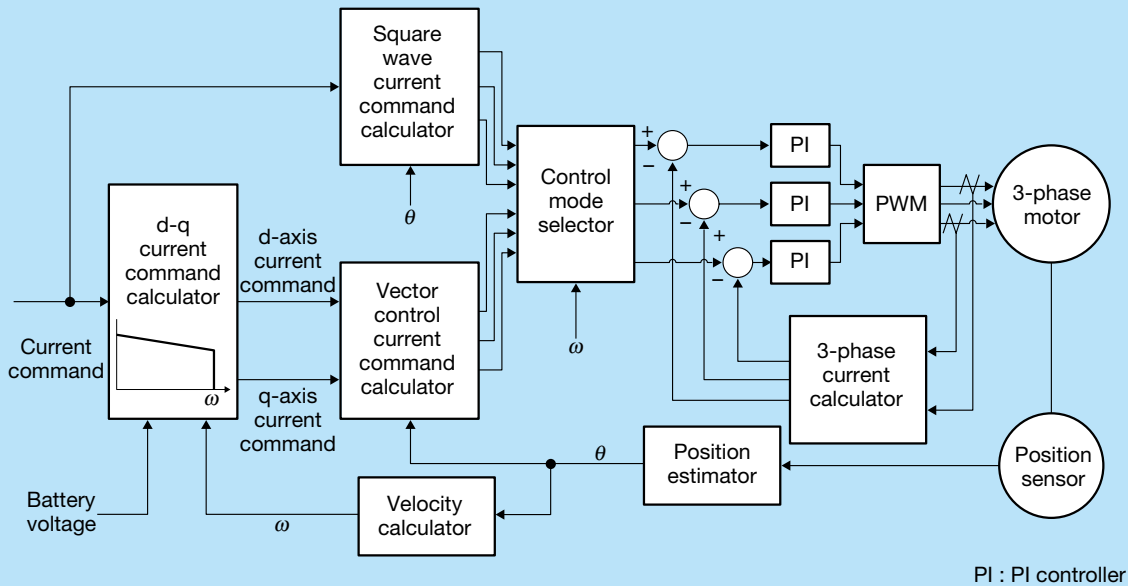 Square
wave
current
command
calculator
θ
d-q
current
command
calculator
ω
Current
command
Battery
voltage
d-axis
current
command
q-axis
current
command
Vector
control
current
command
calculator
Control
mode
selector
ω
+
−
+
−
+
−
PI
PI
PI
PWM
3-phase
motor
3-phase
current
calculator
Position
sensor
Position
estimator
θ
Velocity
calculator
ω
PI : PI controller